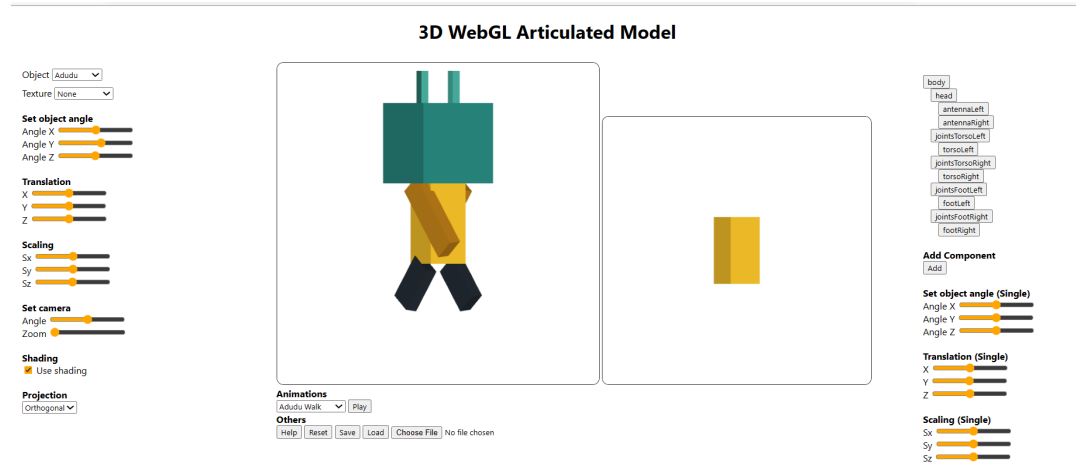 3D WebGL Articulated Model
Object Adudu
Texture None
Set object angle
Angle X
Angle Y
Angle Z
Translation
X
Y
Z
Scaling
Sx
Sy
Sz
Set camera
Angle
Zoom
Shading
Use shading
Projection
Orthogonal
Animations
Adudu Walk Play
Others
Help Reset Save Load Choose File No file chosen
body
head
antennaLeft
antennaRight
jointsTorsoLeft
torsoLeft
jointsTorsoRight
torsoRight
jointsFootLeft
footLeft
jointsFootRight
footRight
Add Component
Add
Set object angle (Single)
Angle X
Angle Y
Angle Z
Translation (Single)
X
Y
Z
Scaling (Single)
Sx
Sy
Sz